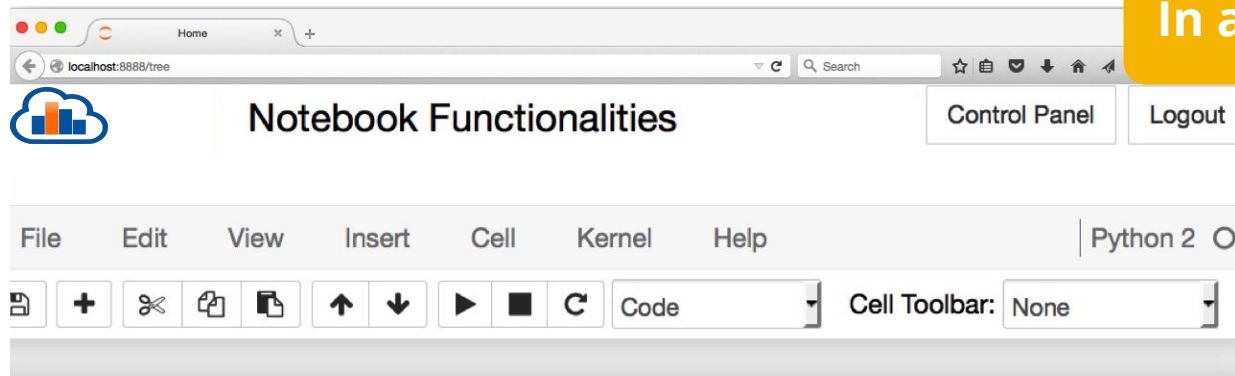 In a
Home
localhost:8888/tree
Search
Notebook Functionalities
Control Panel
Logout
File Edit View Insert Cell Kernel Help
Python 2
Code
Cell Toolbar: None